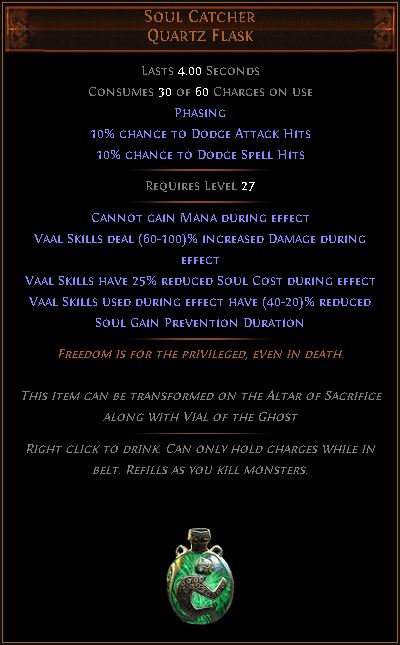 Soul Catcher
Quartz Flask
Lasts 4.00 Seconds
Consumes 30 of 60 Charges on use
Phasing
10% chance to Dodge Attack Hits
10% chance to Dodge Spell Hits
Requires Level 27
Cannot gain Mana during effect
Vaal Skills deal (60-100)% increased Damage during
effect
Vaal Skills have 25% reduced Soul Cost during effect
Vaal Skills used during effect have (40-20)% reduced
Soul Gain Prevention Duration
Freedom is for the privileged, even in death.
This item can be transformed on the Altar of Sacrifice
along with Vial of the Ghost
Right click to drink. Can only hold charges while in
belt. Refills as you kill monsters.